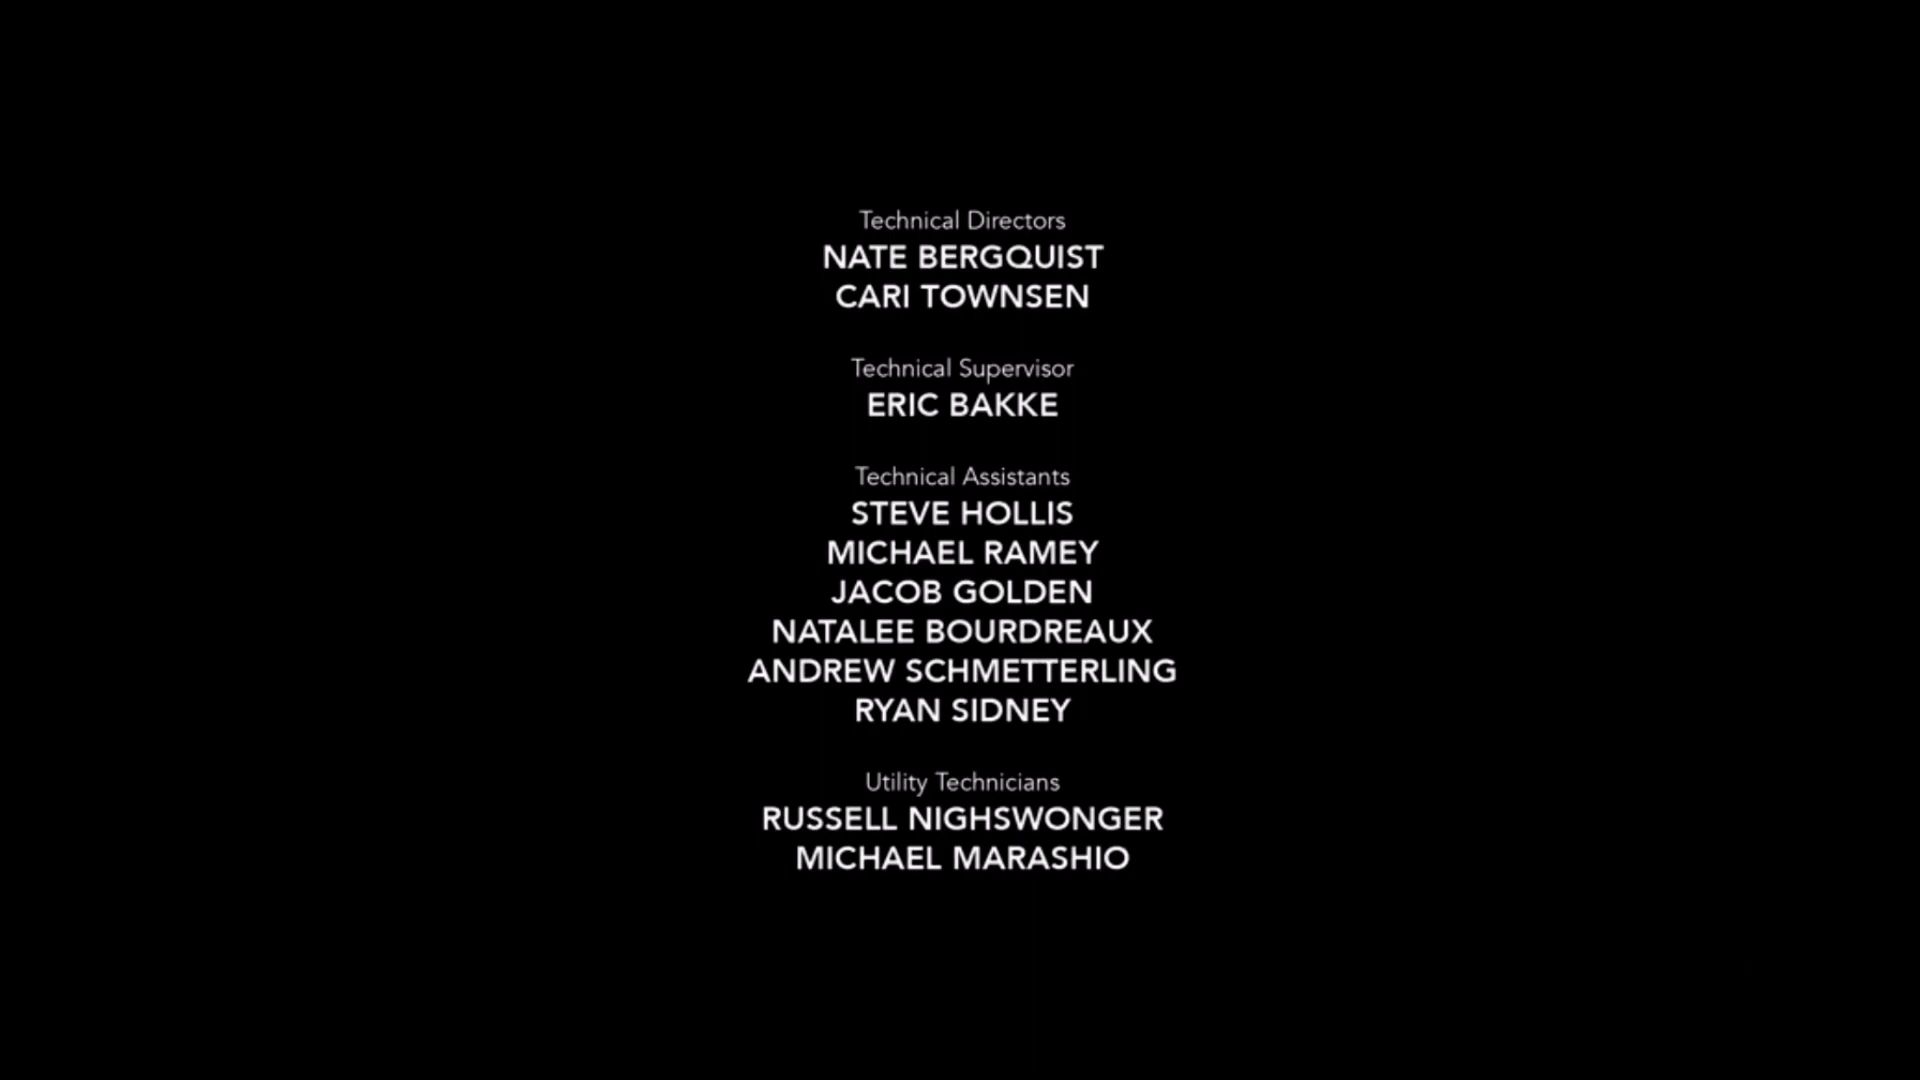 Technical Directors
NATE BERGQUIST
CARI TOWNSEN
Technical Supervisor
ERIC BAKKE
Technical Assistants
STEVE HOLLIS
MICHAEL RAMEY
JACOB GOLDEN
NATALEE BOURDREAUX
ANDREW SCHMETTERLING
RYAN SIDNEY
Utility Technicians
RUSSELL NIGHSWONGER
MICHAEL MARASHIO